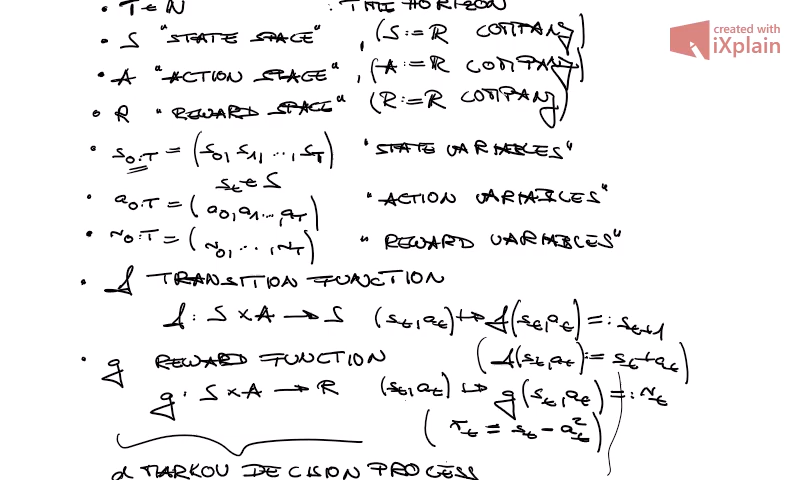 • T ∈ N : TIME HORIZON
• S "STATE SPACE", (S := R COMPANY)
• A "ACTION SPACE", (A := R COMPANY)
• R "REWARD SPACE" (R := R COMPANY)
• s0:T = (s0, s1, ..., sT) "STATE VARIABLES"
st ∈ S
• a0:T = (a0, a1..., aT) "ACTION VARIABLES"
• r0:T = (r0, ..., rT) "REWARD VARIABLES"
• f TRANSITION FUNCTION
f : S × A → S (st, at) ↦ f(st, at) =: st+1
(f(st, at) := st + at)
• g REWARD FUNCTION
g : S × A → R (st, at) ↦ g(st, at) =: rt
(rt = st − at²)
d MARKOV DECISION PROCESS
created with
iXplain